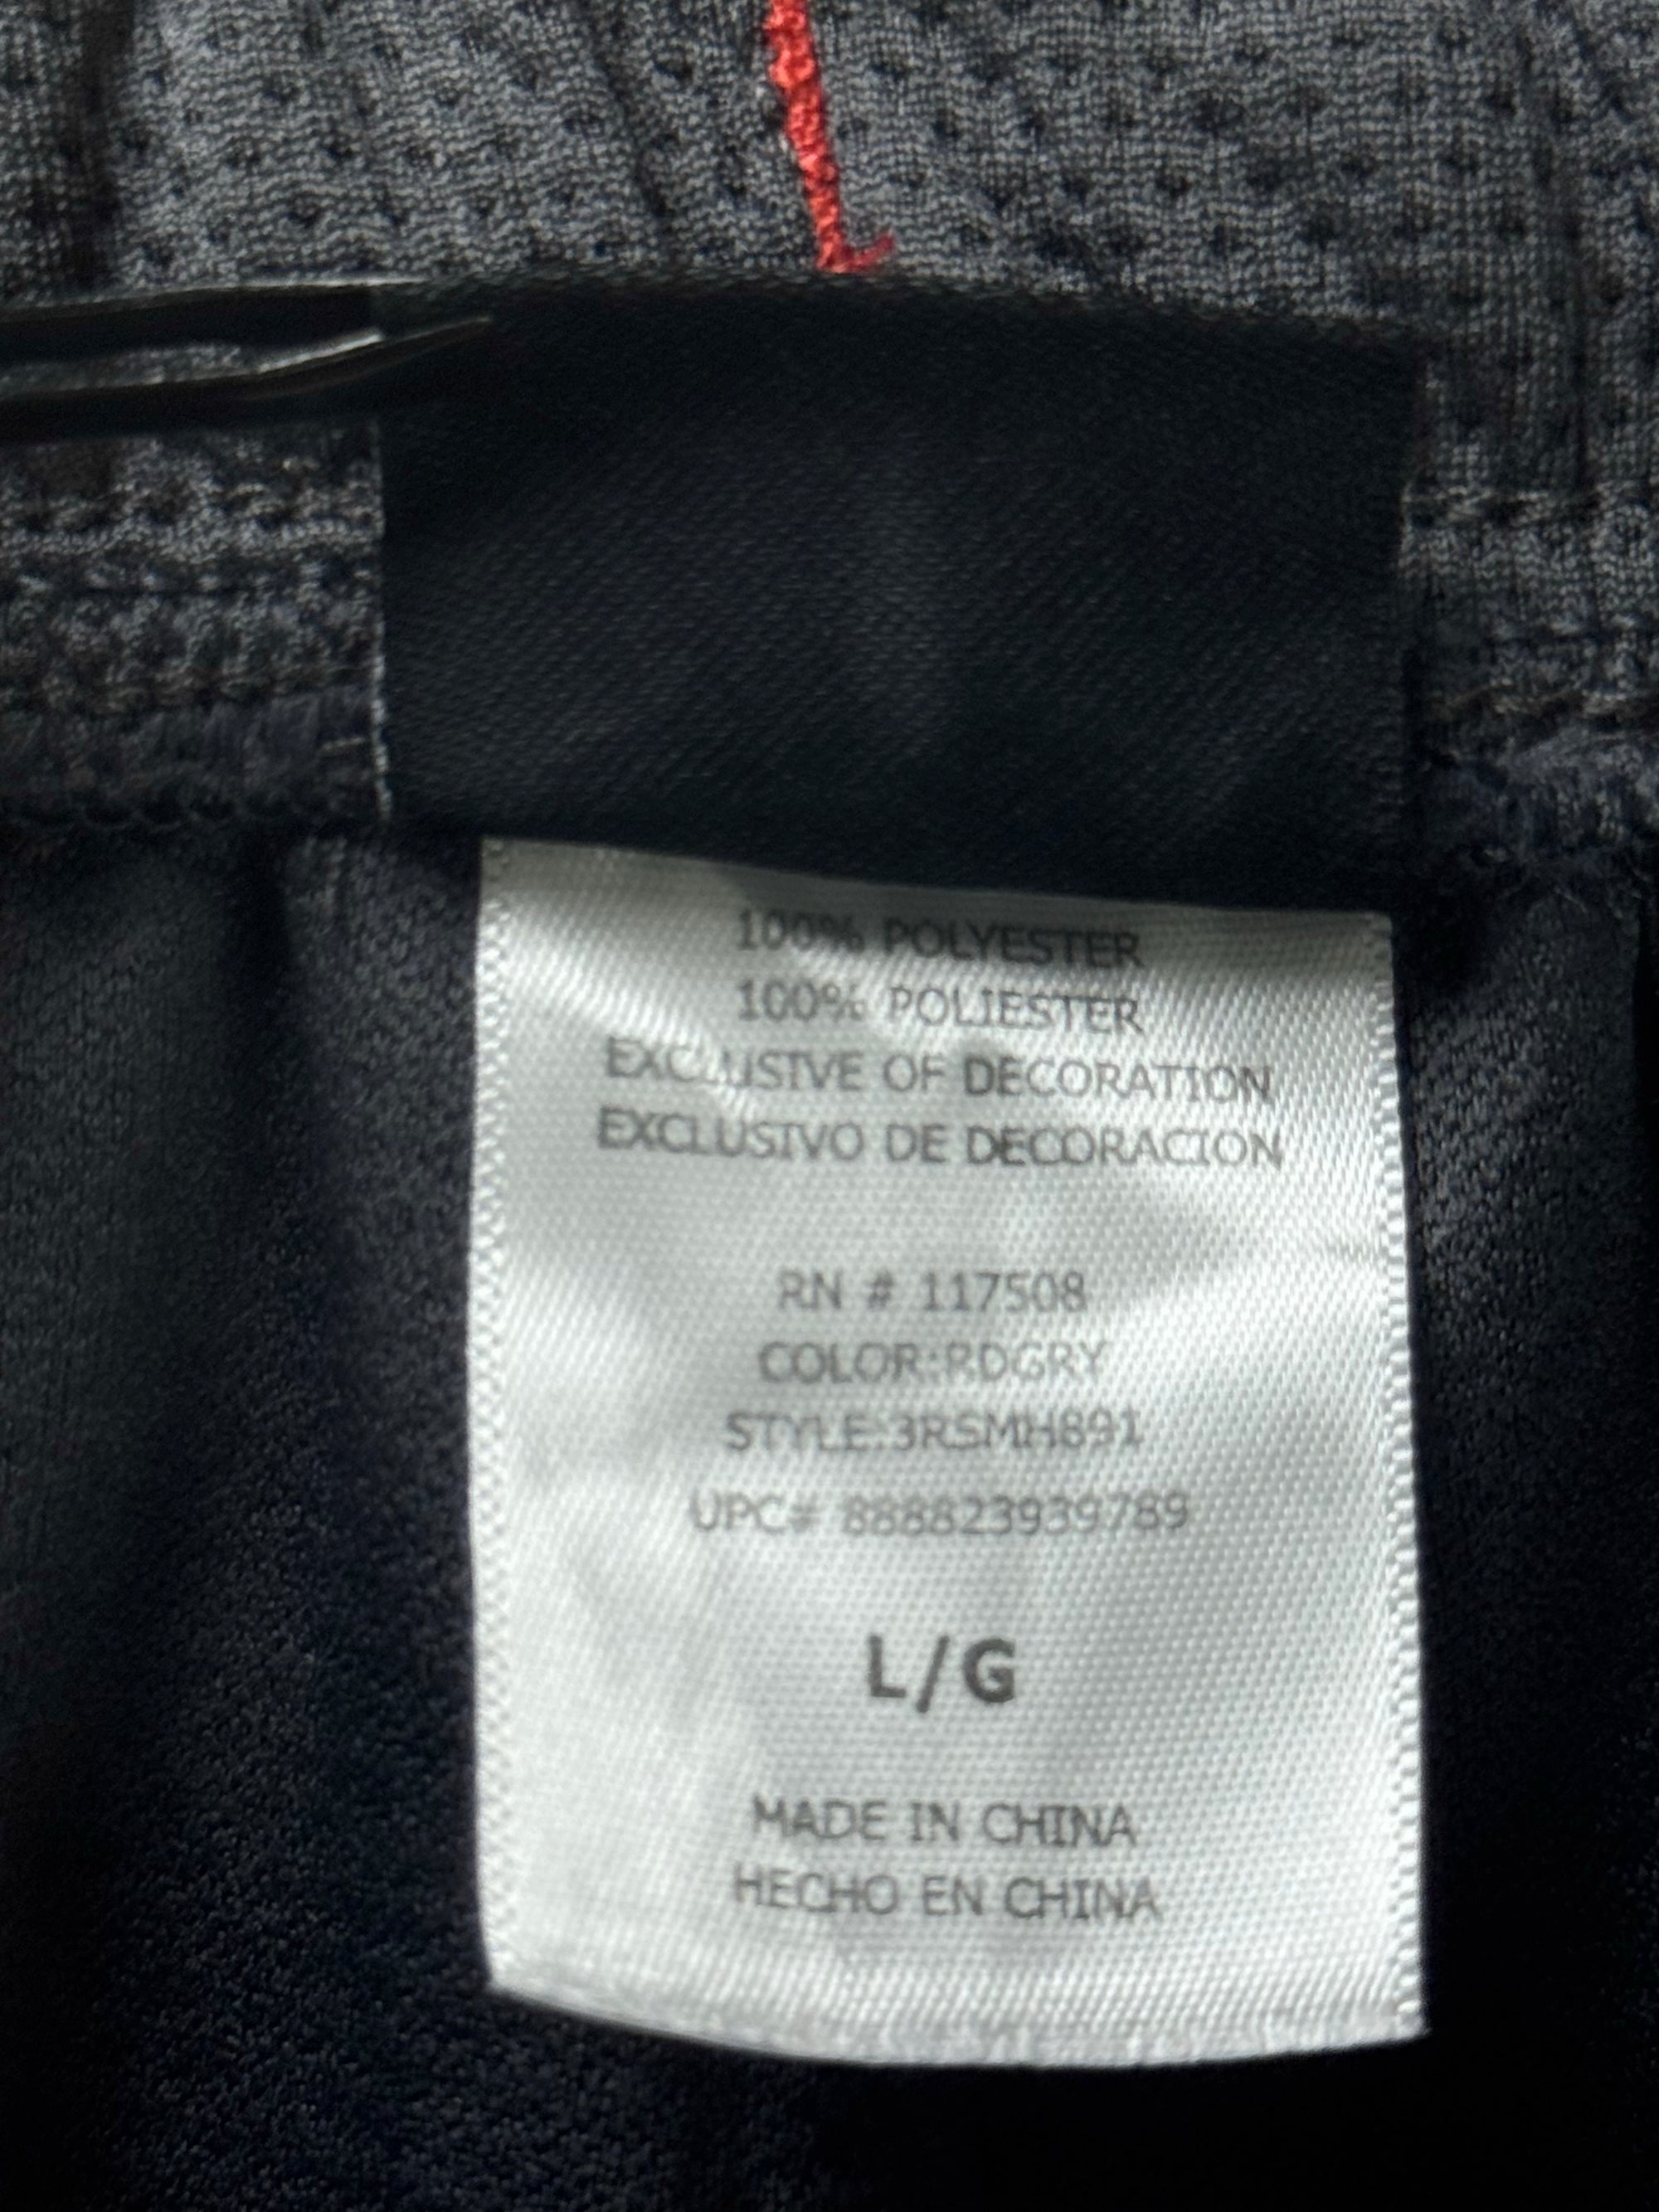 100% POLYESTER
100% POLIESTER
EXCLUSIVE OF DECORATION
EXCLUSIVO DE DECORACION
RN # 117508
COLOR:RDGRY
STYLE:3RSMH891
UPC# 888823939789
L/G
MADE IN CHINA
HECHO EN CHINA